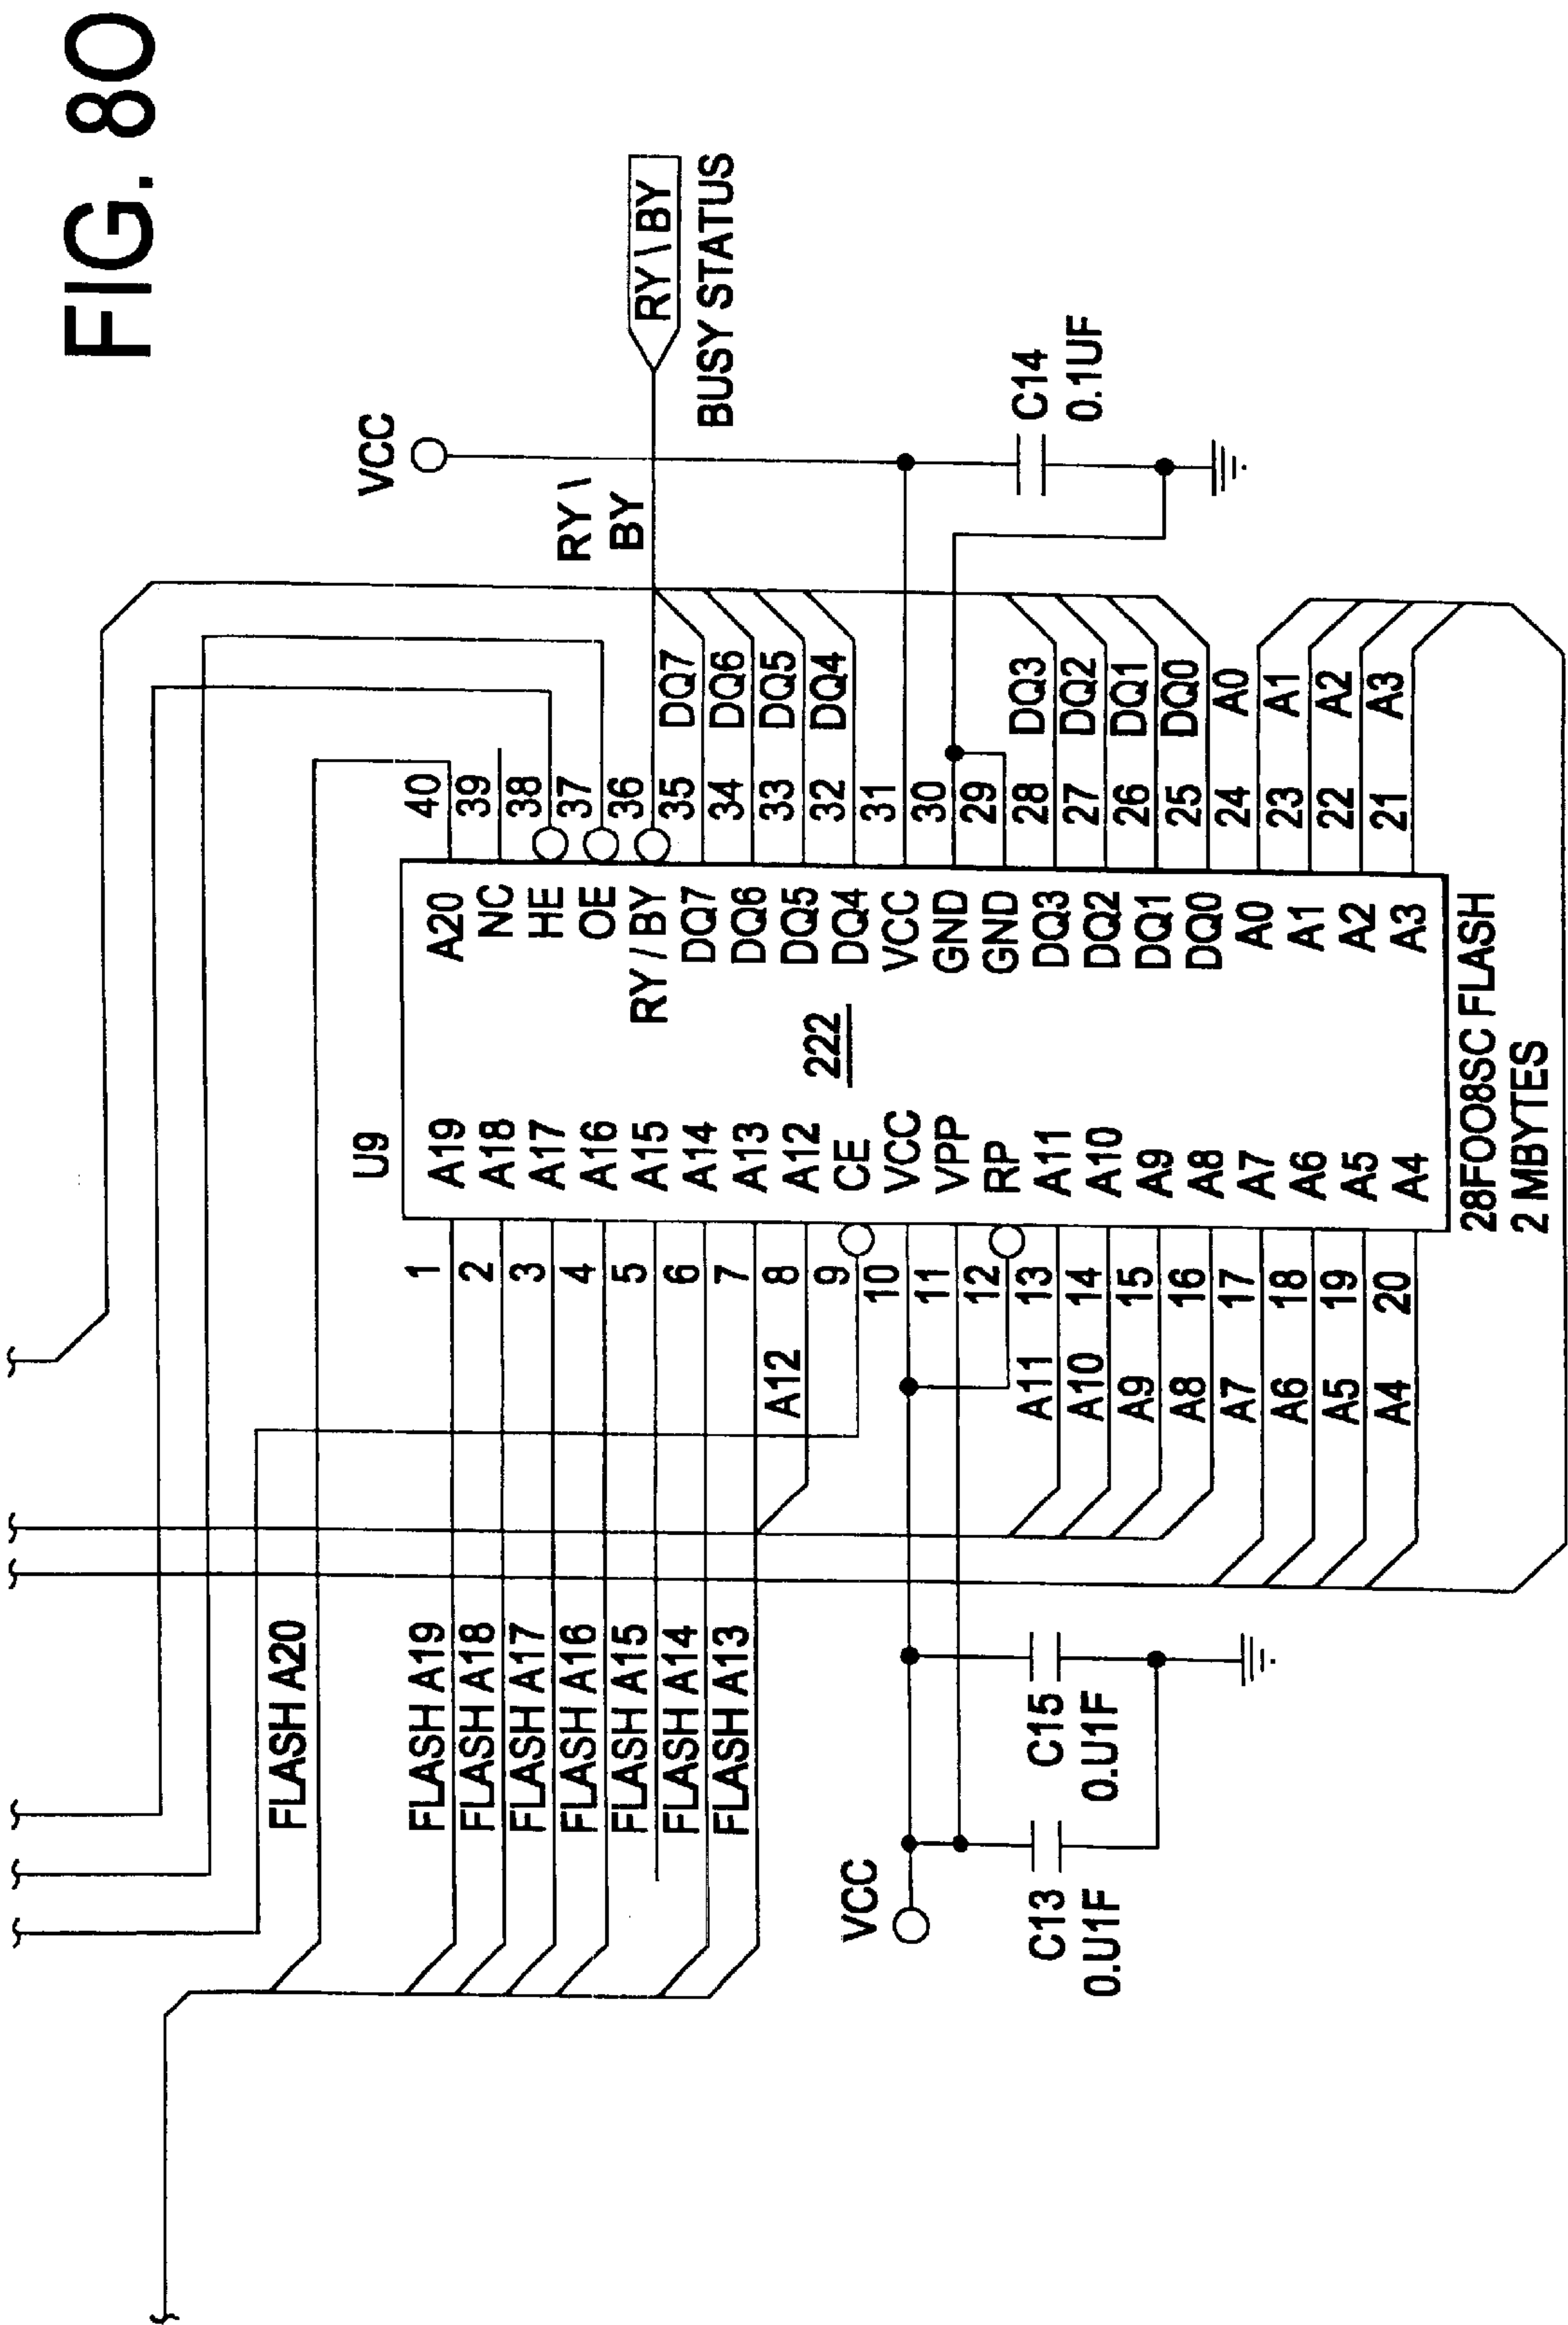 FIG. 8O
VCC
RY \
BY
RY \ BY
BUSY STATUS
C14
0.1UF
FLASH A20
FLASH A19
FLASH A18
FLASH A17
FLASH A16
FLASH A15
FLASH A14
FLASH A13
A12
1
2
3
4
5
6
7
8
9
10
11
12
13
14
15
16
17
18
19
20
A11
A10
A9
A8
A7
A6
A5
A4
VCC
C13
0.U1F
C15
0.U1F
U9
A19
A18
A17
A16
A15
A14
A13
A12
CE
VCC
VPP
RP
A11
A10
A9
A8
A7
A6
A5
A4
222
A20
NC
HE
OE
RY / BY
DQ7
DQ6
DQ5
DQ4
VCC
GND
GND
DQ3
DQ2
DQ1
DQ0
A0
A1
A2
A3
40
39
38
37
36
35
34
33
32
31
30
29
28
27
26
25
24
23
22
21
DQ7
DQ6
DQ5
DQ4
DQ3
DQ2
DQ1
DQ0
A0
A1
A2
A3
28FOO8SC FLASH
2 MBYTES